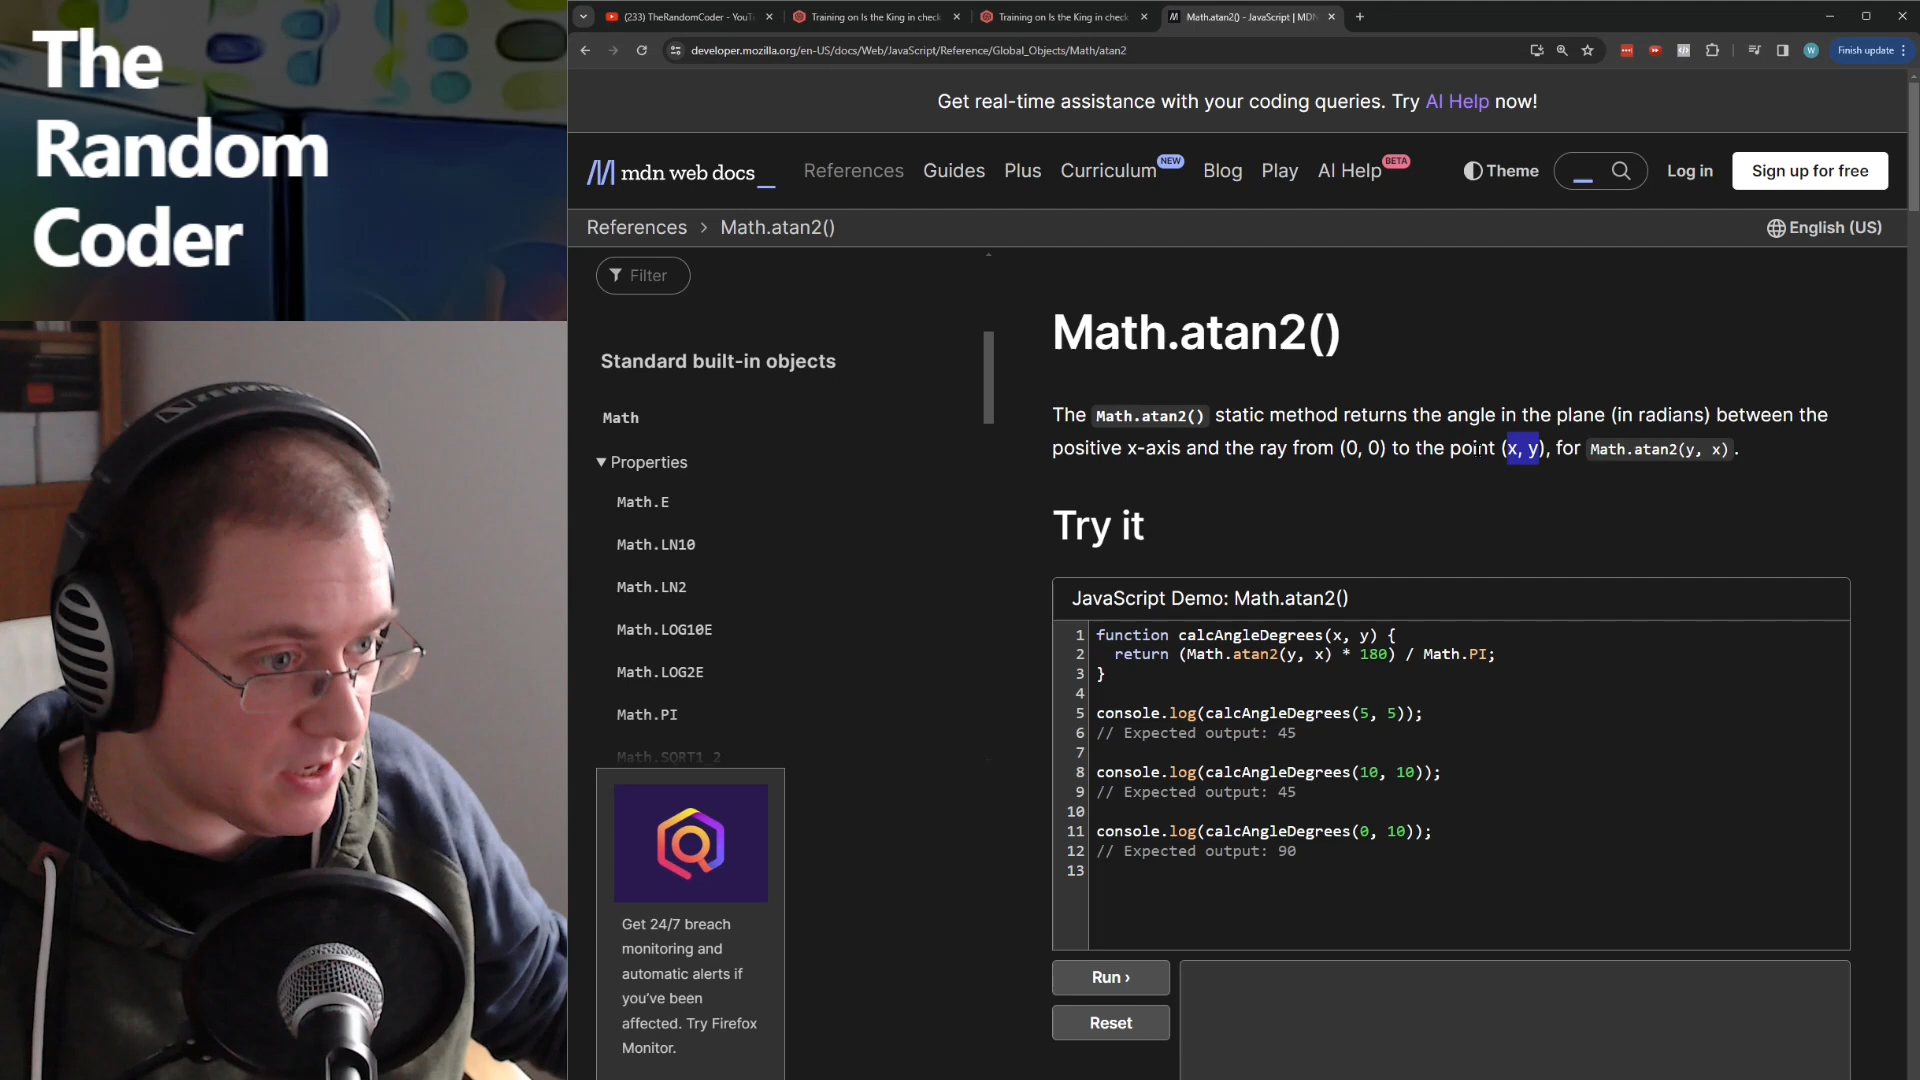 The
Random
Coder
(233) TheRandomCoder - YouT
Training on Is the King in check
Training on Is the King in check
Math.atan2() - JavaScript | MDN
developer.mozilla.org/en-US/docs/Web/JavaScript/Reference/Global_Objects/Math/atan2
W
Finish update
Get real-time assistance with your coding queries. Try AI Help now!
mdn web docs_
References
Guides
Plus
Curriculum NEW
Blog
Play
AI Help BETA
Theme
Log in
Sign up for free
References > Math.atan2()
English (US)
Filter
Standard built-in objects
Math
Properties
Math.E
Math.LN10
Math.LN2
Math.LOG10E
Math.LOG2E
Math.PI
Math.SQRT1_2
Get 24/7 breach
monitoring and
automatic alerts if
you've been
affected. Try Firefox
Monitor.
Math.atan2()
The Math.atan2() static method returns the angle in the plane (in radians) between the
positive x-axis and the ray from (0, 0) to the point (x, y), for Math.atan2(y, x).
Try it
JavaScript Demo: Math.atan2()
1 function calcAngleDegrees(x, y) {
2 return (Math.atan2(y, x) * 180) / Math.PI;
3 }
4
5 console.log(calcAngleDegrees(5, 5));
6 // Expected output: 45
7
8 console.log(calcAngleDegrees(10, 10));
9 // Expected output: 45
10
11 console.log(calcAngleDegrees(0, 10));
12 // Expected output: 90
13
Run ›
Reset